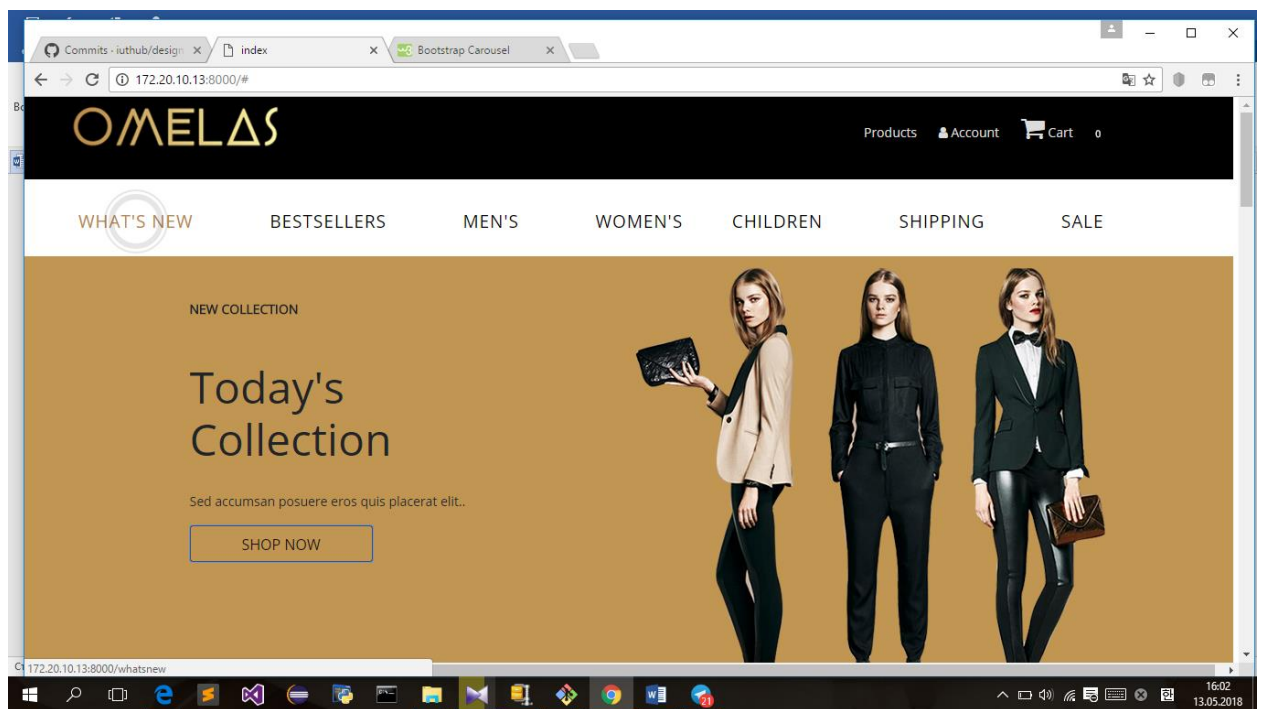 Commits · iuthub/design
index
Bootstrap Carousel
172.20.10.13:8000/#
OMELAS
Products Account Cart 0
WHAT'S NEW BESTSELLERS MEN'S WOMEN'S CHILDREN SHIPPING SALE
NEW COLLECTION
Today's
Collection
Sed accumsan posuere eros quis placerat elit..
SHOP NOW
172.20.10.13:8000/whatsnew
21
16:02
13.05.2018